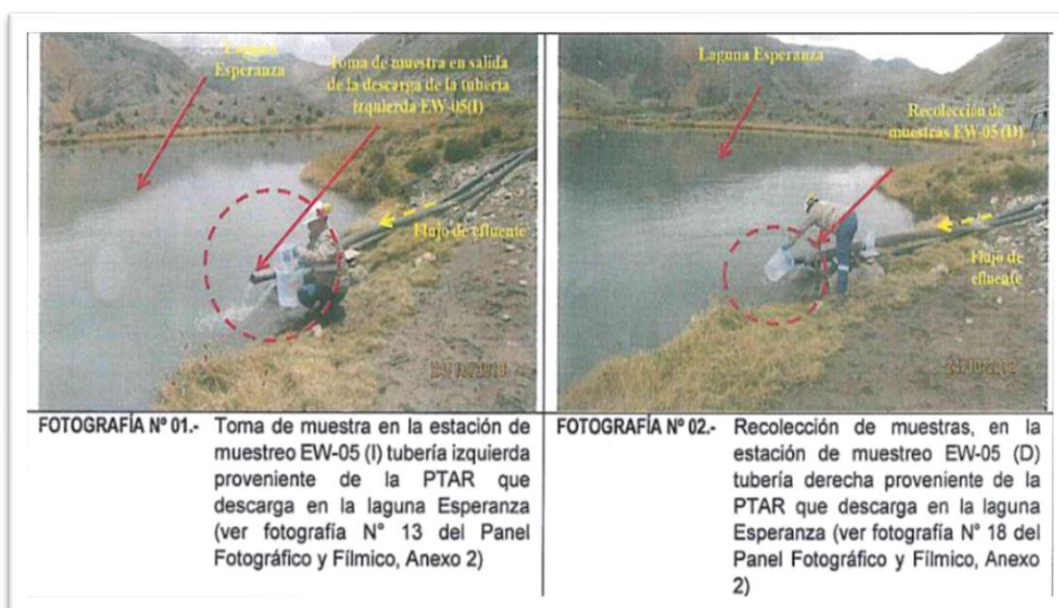 Laguna
Esperanza
Toma de muestra en salida
de la descarga de la tubería
izquierda EW-05(I)
Flujo de efluente
Laguna Esperanza
Recolección de
muestras EW-05 (D)
Flujo de
efluente
FOTOGRAFÍA Nº 01.- Toma de muestra en la estación de
muestreo EW-05 (I) tubería izquierda
proveniente de la PTAR que
descarga en la laguna Esperanza
(ver fotografía N° 13 del Panel
Fotográfico y Fílmico, Anexo 2)
FOTOGRAFÍA Nº 02.- Recolección de muestras, en la
estación de muestreo EW-05 (D)
tubería derecha proveniente de la
PTAR que descarga en la laguna
Esperanza (ver fotografía N° 18 del
Panel Fotográfico y Fílmico, Anexo
2)